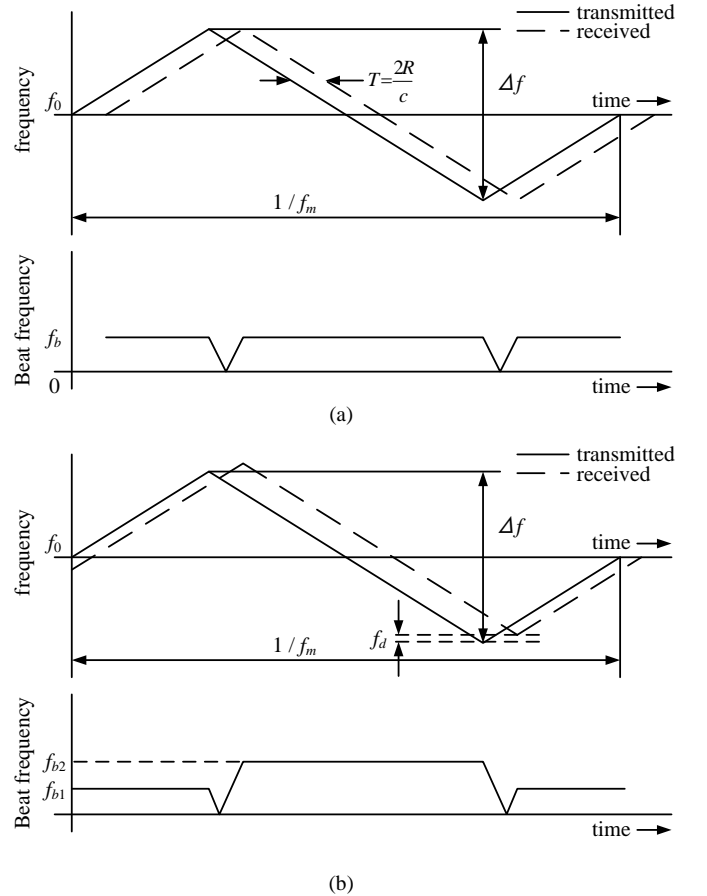 transmitted
received
frequency
f0
T=2R/c
Δf
time
1 / fm
Beat frequency
fb
0
time
(a)
transmitted
received
frequency
f0
Δf
time
fd
1 / fm
Beat frequency
fb2
fb1
time
(b)